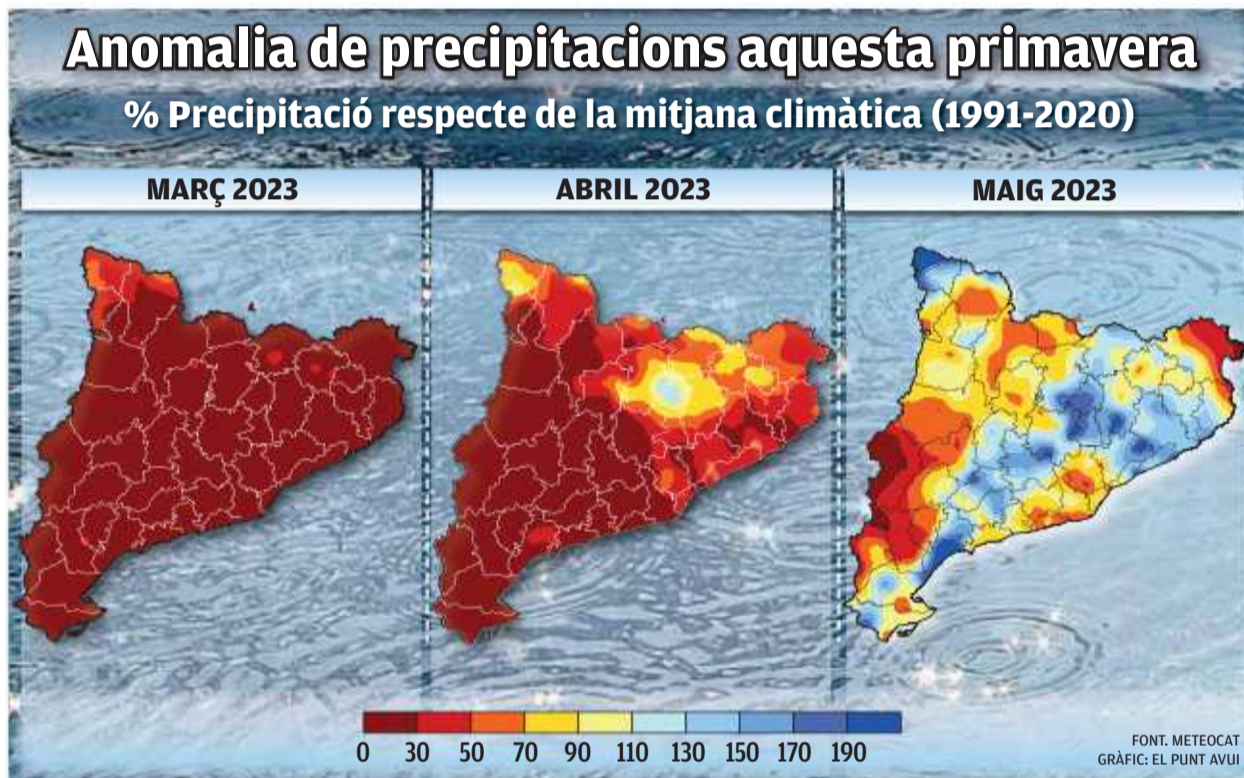 Anomalia de precipitacions aquesta primavera
% Precipitació respecte de la mitjana climàtica (1991-2020)
MARÇ 2023
ABRIL 2023
MAIG 2023
0 30 50 70 90 110 130 150 170 190
FONT. METEOCAT
GRÀFIC: EL PUNT AVUI